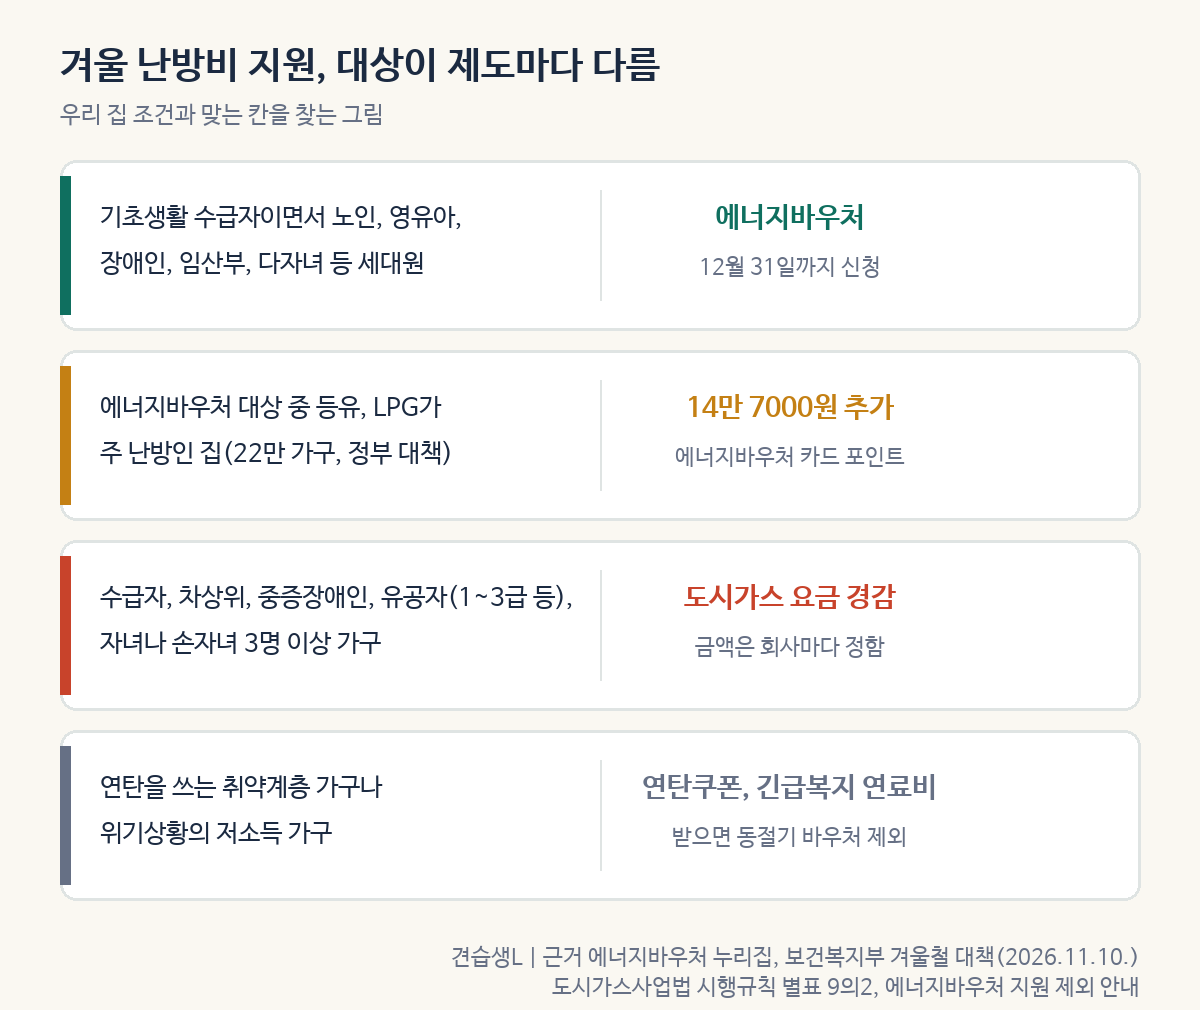 겨울 난방비 지원, 대상이 제도마다 다름
우리 집 조건과 맞는 칸을 찾는 그림
기초생활 수급자이면서 노인, 영유아,
장애인, 임산부, 다자녀 등 세대원
에너지바우처
12월 31일까지 신청
에너지바우처 대상 중 등유, LPG가
주 난방인 집(22만 가구, 정부 대책)
14만 7000원 추가
에너지바우처 카드 포인트
수급자, 차상위, 중증장애인, 유공자(1~3급 등),
자녀나 손자녀 3명 이상 가구
도시가스 요금 경감
금액은 회사마다 정함
연탄을 쓰는 취약계층 가구나
위기상황의 저소득 가구
연탄쿠폰, 긴급복지 연료비
받으면 동절기 바우처 제외
견습생L | 근거 에너지바우처 누리집, 보건복지부 겨울철 대책(2026.11.10.)
도시가스사업법 시행규칙 별표 9의2, 에너지바우처 지원 제외 안내